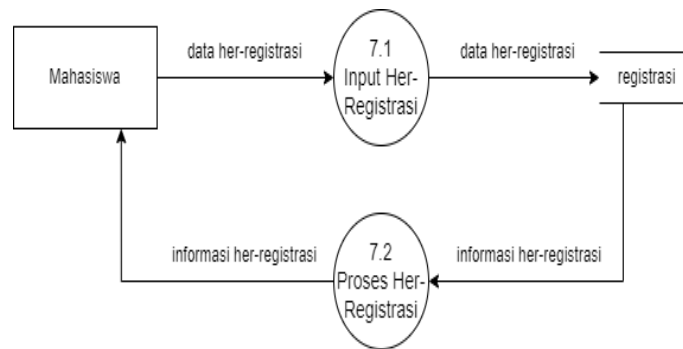 data her-registrasi
7.1
Input Her-
Registrasi
data her-registrasi
Mahasiswa
registrasi
informasi her-registrasi
7.2
Proses Her-
Registrasi
informasi her-registrasi